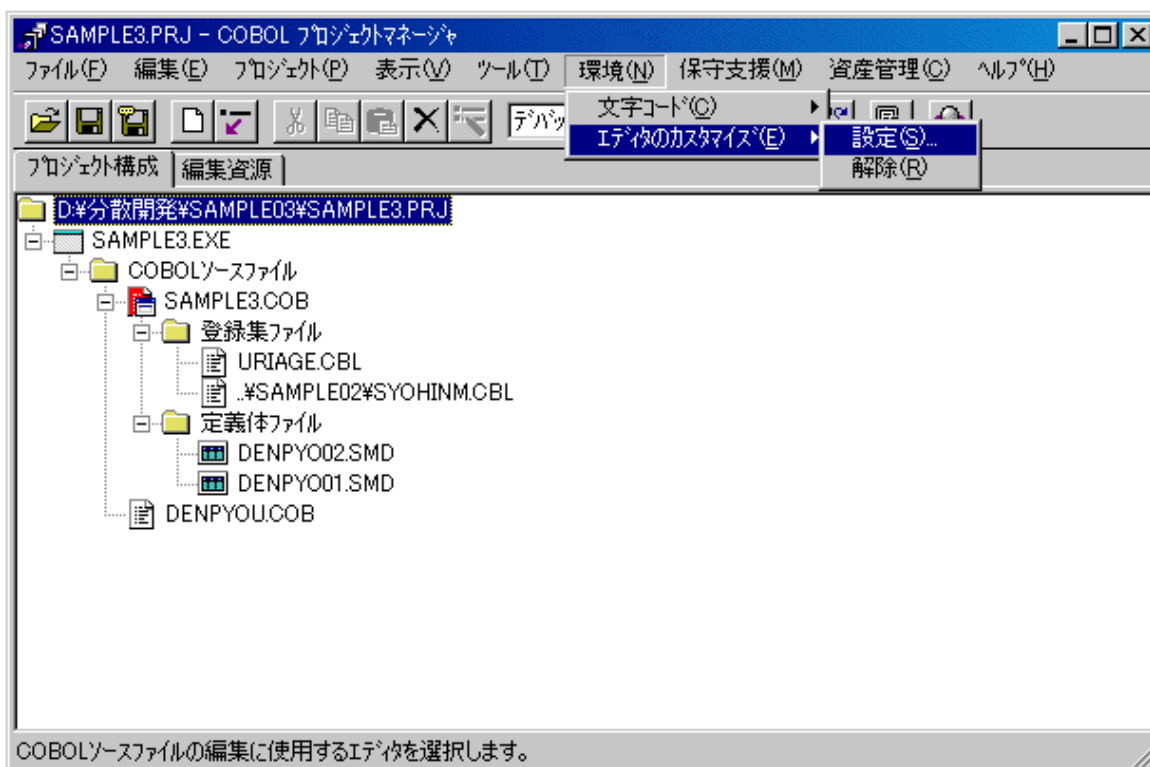 SAMPLE3.PRJ - COBOL ﾌﾟﾛｼﾞｪｸﾄﾏﾈｰｼﾞｬ
ﾌｧｲﾙ(F) 編集(E) ﾌﾟﾛｼﾞｪｸﾄ(P) 表示(V) ﾂｰﾙ(T) 環境(N) 保守支援(M) 資産管理(C) ﾍﾙﾌﾟ(H)
文字ｺｰﾄﾞ(C)
ﾃﾞﾊﾞｯ
ｴﾃﾞｨﾀのｶｽﾀﾏｲｽﾞ(E) 設定(S)...
解除(R)
ﾌﾟﾛｼﾞｪｸﾄ構成 編集資源
D:¥分散開発¥SAMPLE03¥SAMPLE3.PRJ
SAMPLE3.EXE
COBOLｿｰｽﾌｧｲﾙ
SAMPLE3.COB
登録集ﾌｧｲﾙ
URIAGE.CBL
..¥SAMPLE02¥SYOHINM.CBL
定義体ﾌｧｲﾙ
DENPYO02.SMD
DENPYO01.SMD
DENPYOU.COB
COBOLｿｰｽﾌｧｲﾙの編集に使用するｴﾃﾞｨﾀを選択します。